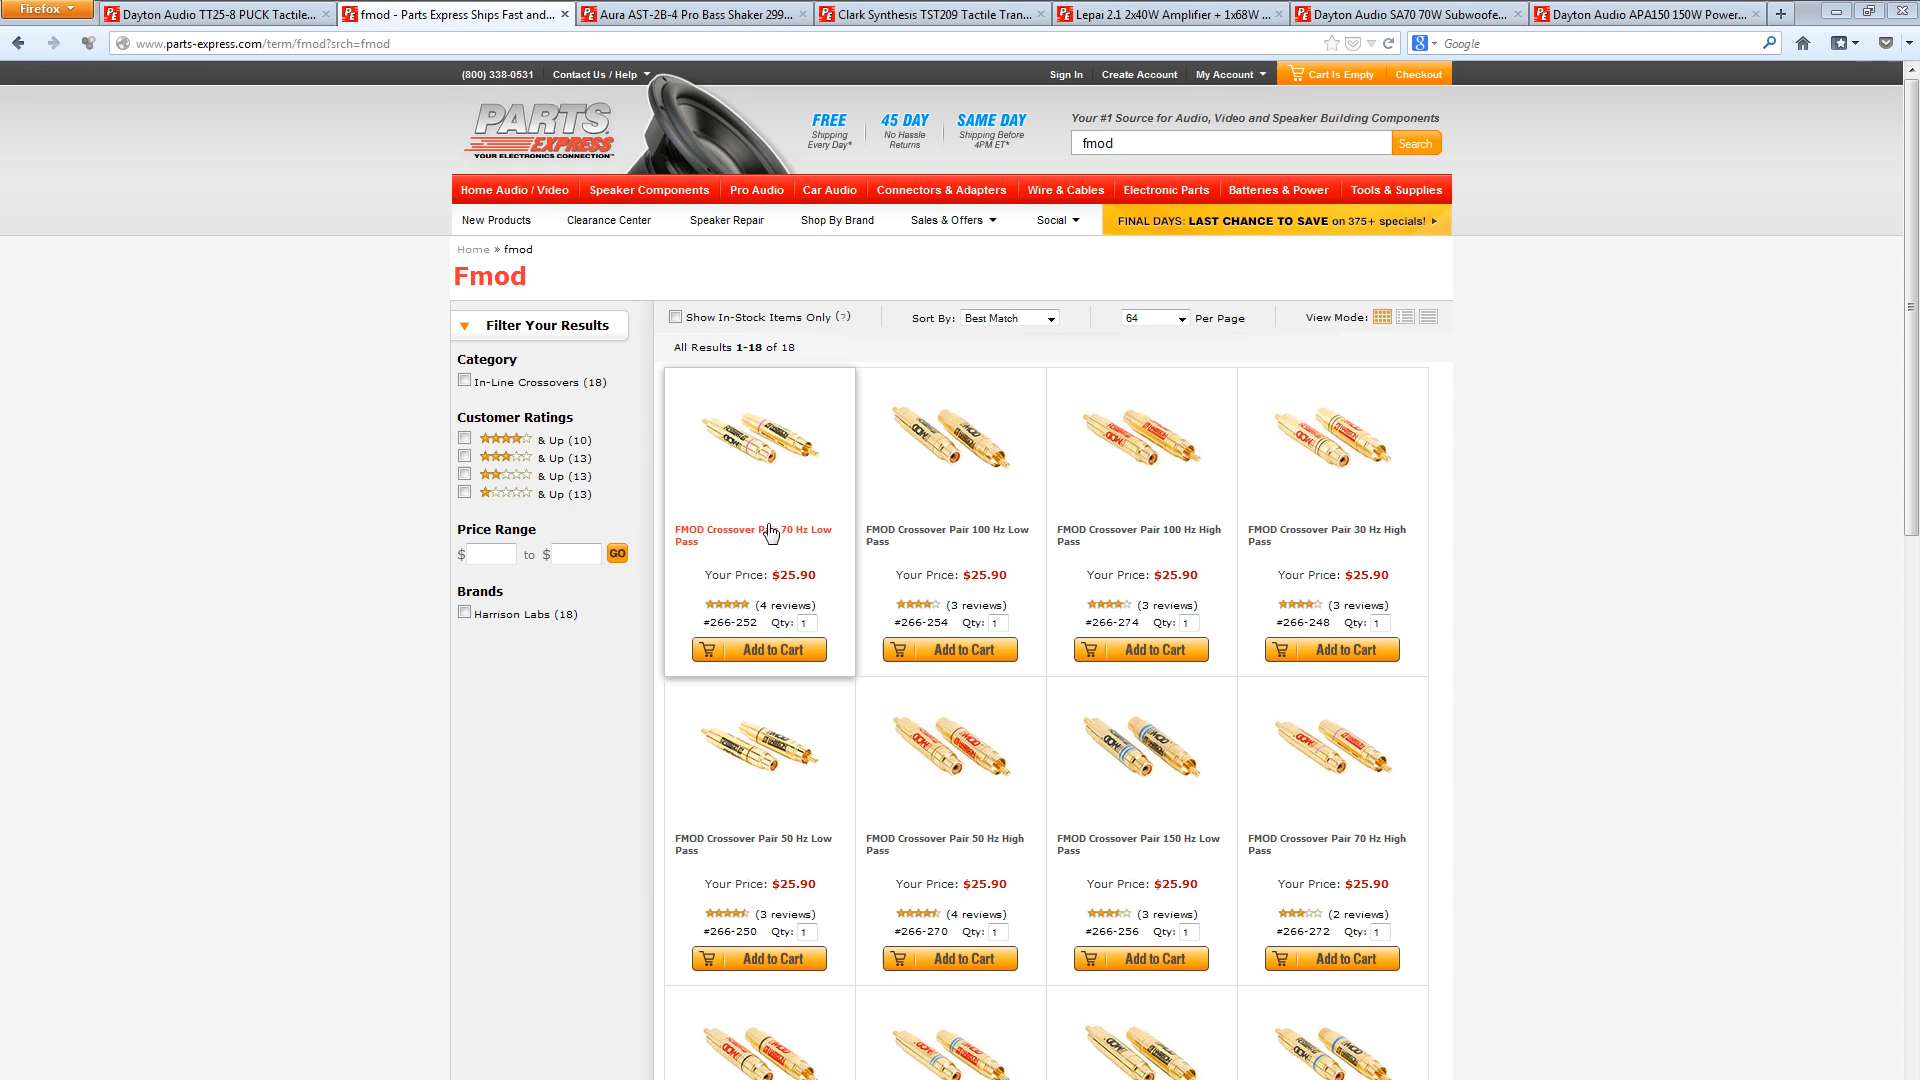 Firefox
Dayton Audio TT25-8 PUCK Tactile...
fmod - Parts Express Ships Fast and...
Aura AST-2B-4 Pro Bass Shaker 299...
Clark Synthesis TST209 Tactile Tran...
Lepai 2.1 2x40W Amplifier + 1x68W ...
Dayton Audio SA70 70W Subwoofe...
Dayton Audio APA150 150W Power...
www.parts-express.com/term/fmod?srch=fmod
Google
(800) 338-0531 Contact Us / Help
Sign In Create Account My Account Cart Is Empty Checkout
PARTS EXPRESS
YOUR ELECTRONICS CONNECTION™
FREE
Shipping
Every Day*
45 DAY
No Hassle
Returns
SAME DAY
Shipping Before
4PM ET*
Your #1 Source for Audio, Video and Speaker Building Components
fmod Search
Home Audio / Video Speaker Components Pro Audio Car Audio Connectors & Adapters Wire & Cables Electronic Parts Batteries & Power Tools & Supplies
New Products Clearance Center Speaker Repair Shop By Brand Sales & Offers Social FINAL DAYS: LAST CHANCE TO SAVE on 375+ specials!
Home » fmod
Fmod
Filter Your Results
Category
In-Line Crossovers (18)
Customer Ratings
& Up (10)
& Up (13)
& Up (13)
& Up (13)
Price Range
$ to $ GO
Brands
Harrison Labs (18)
Show In-Stock Items Only (?) Sort By: Best Match 64 Per Page View Mode:
All Results 1-18 of 18
FMOD Crossover Pair 70 Hz Low
Pass
Your Price: $25.90
(4 reviews)
#266-252 Qty: 1
Add to Cart
FMOD Crossover Pair 100 Hz Low
Pass
Your Price: $25.90
(3 reviews)
#266-254 Qty: 1
Add to Cart
FMOD Crossover Pair 100 Hz High
Pass
Your Price: $25.90
(3 reviews)
#266-274 Qty: 1
Add to Cart
FMOD Crossover Pair 30 Hz High
Pass
Your Price: $25.90
(3 reviews)
#266-248 Qty: 1
Add to Cart
FMOD Crossover Pair 50 Hz Low
Pass
Your Price: $25.90
(3 reviews)
#266-250 Qty: 1
Add to Cart
FMOD Crossover Pair 50 Hz High
Pass
Your Price: $25.90
(4 reviews)
#266-270 Qty: 1
Add to Cart
FMOD Crossover Pair 150 Hz Low
Pass
Your Price: $25.90
(3 reviews)
#266-256 Qty: 1
Add to Cart
FMOD Crossover Pair 70 Hz High
Pass
Your Price: $25.90
(2 reviews)
#266-272 Qty: 1
Add to Cart